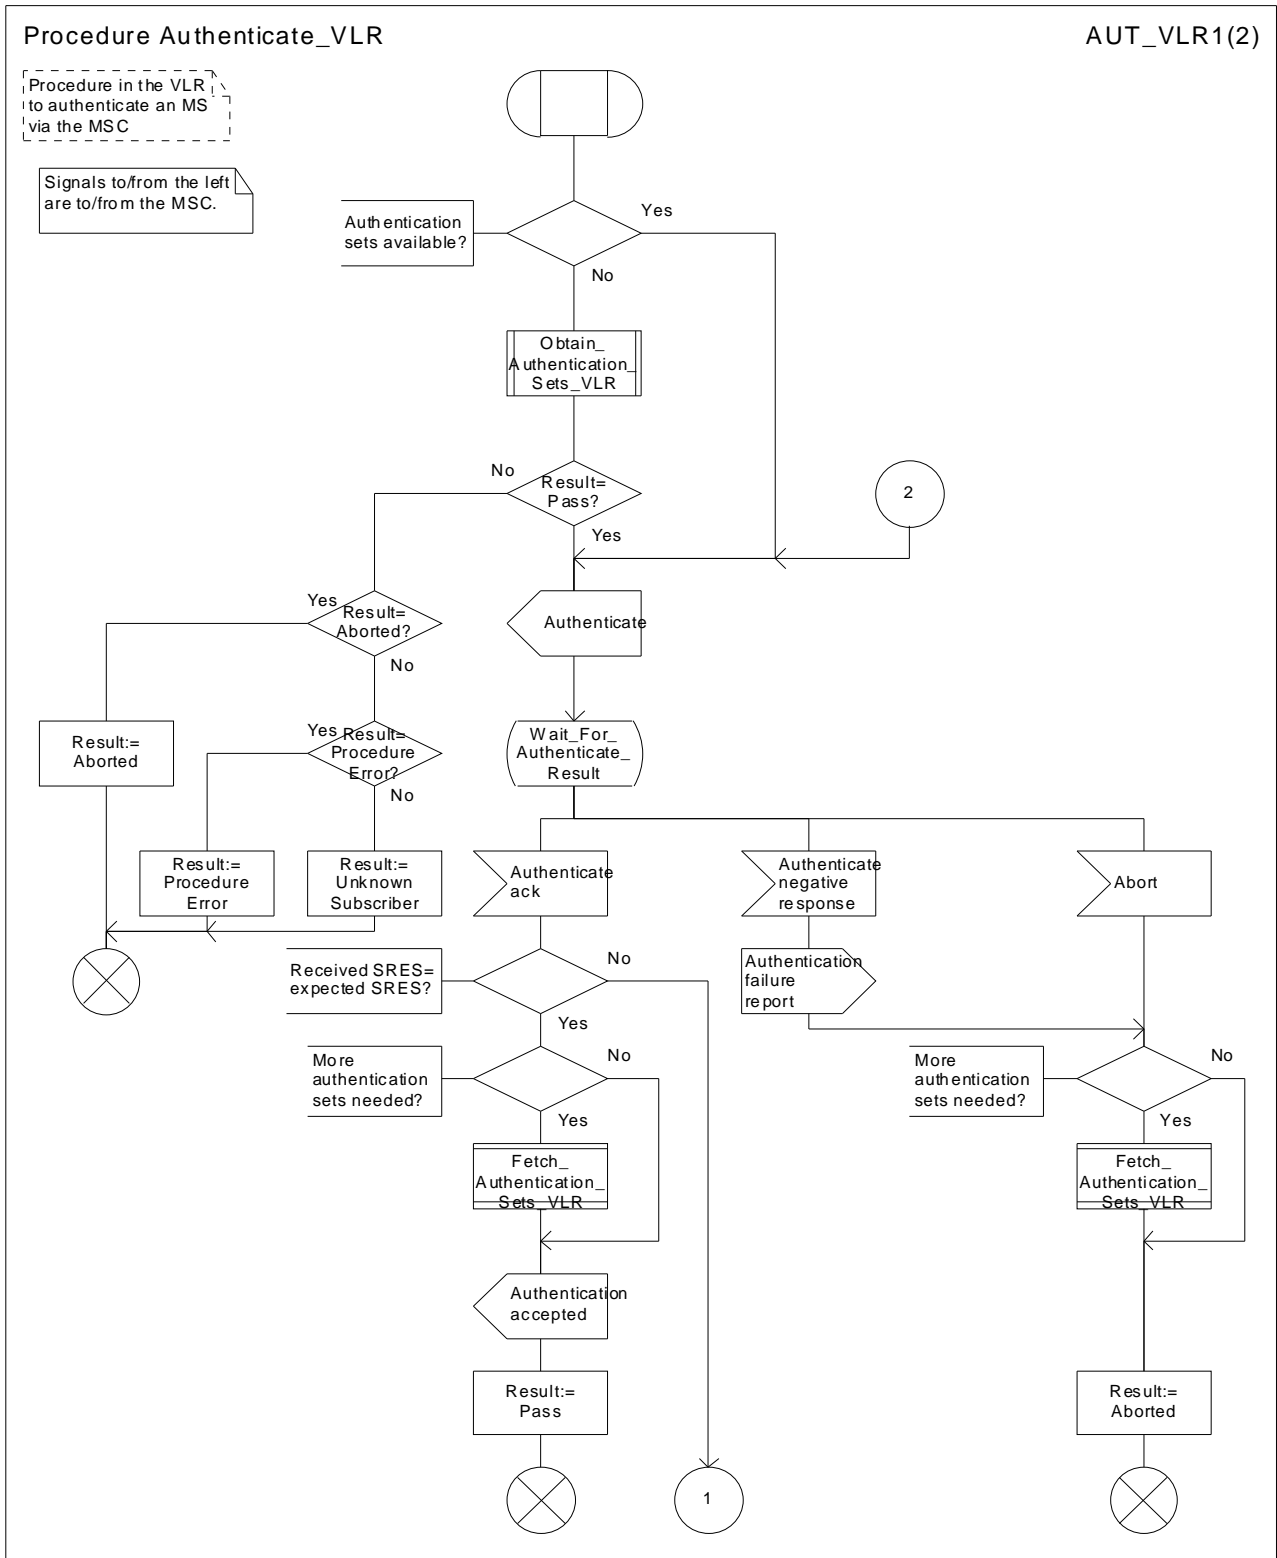 Procedure Authenticate_VLR
AUT_VLR1(2)
Procedure in the VLR
to authenticate an MS
via the MSC
Signals to/from the left
are to/from the MSC.
Authentication
sets available?
Yes
No
Obtain_
Authentication_
Sets_VLR
No
Result=
Pass?
Yes
2
Yes
Result=
Aborted?
No
Authenticate
Result:=
Aborted
Yes
Result=
Procedure
Error?
No
Wait_For_
Authenticate_
Result
Result:=
Procedure
Error
Result:=
Unknown
Subscriber
Authenticate
ack
Authenticate
negative
response
Abort
Received SRES=
expected SRES?
No
Yes
Authentication
failure
report
More
authentication
sets needed?
No
Yes
More
authentication
sets needed?
No
Yes
Fetch_
Authentication_
Sets_VLR
Fetch_
Authentication_
Sets_VLR
Authentication
accepted
Result:=
Pass
Result:=
Aborted
1